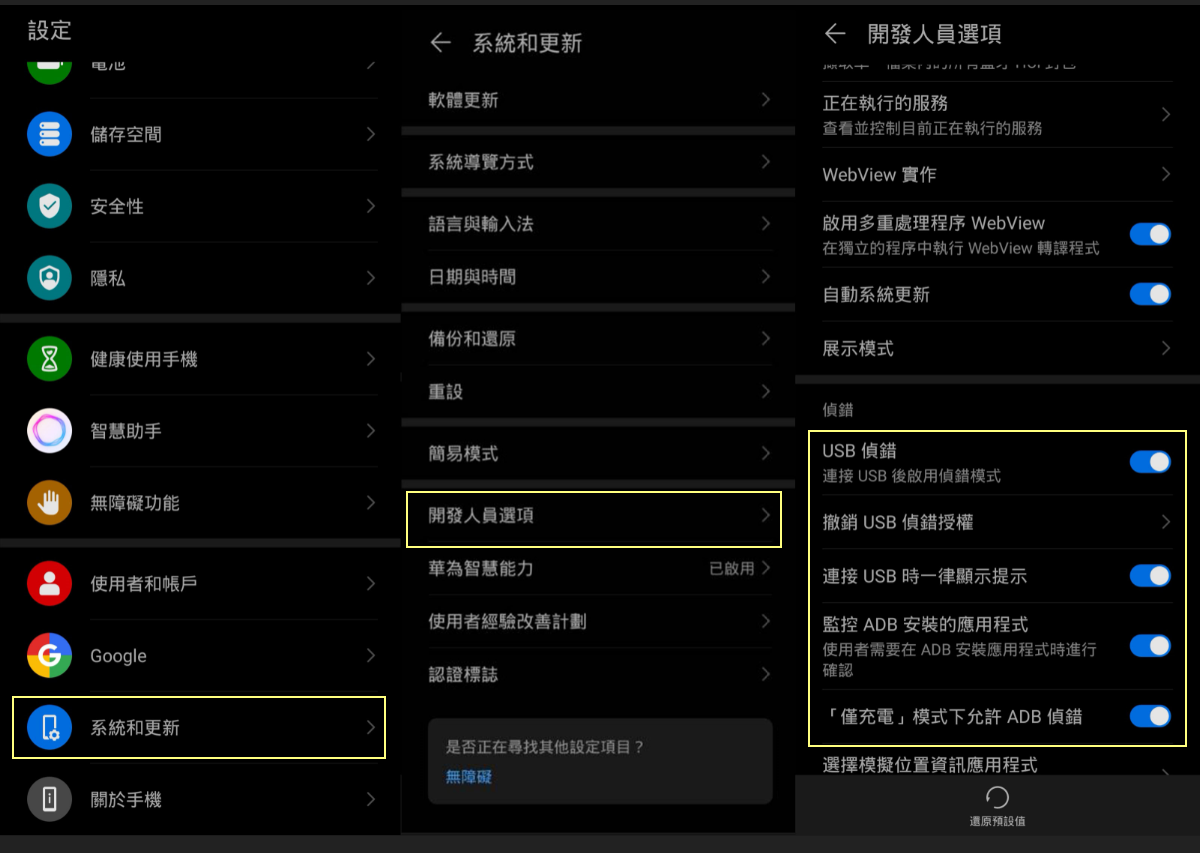 設定
電池
儲存空間
安全性
隱私
健康使用手機
智慧助手
無障礙功能
使用者和帳戶
Google
系統和更新
關於手機
系統和更新
軟體更新
系統導覽方式
語言與輸入法
日期與時間
備份和還原
重設
簡易模式
開發人員選項
華為智慧能力
已啟用
使用者經驗改善計劃
認證標誌
是否正在尋找其他設定項目？
無障礙
開發人員選項
正在執行的服務
查看並控制目前正在執行的服務
WebView 實作
啟用多重處理程序 WebView
在獨立的程序中執行 WebView 轉譯程式
自動系統更新
展示模式
偵錯
USB 偵錯
連接 USB 後啟用偵錯模式
撤銷 USB 偵錯授權
連接 USB 時一律顯示提示
監控 ADB 安裝的應用程式
使用者需要在 ADB 安裝應用程式時進行
確認
「僅充電」模式下允許 ADB 偵錯
選擇模擬位置資訊應用程式
還原預設值